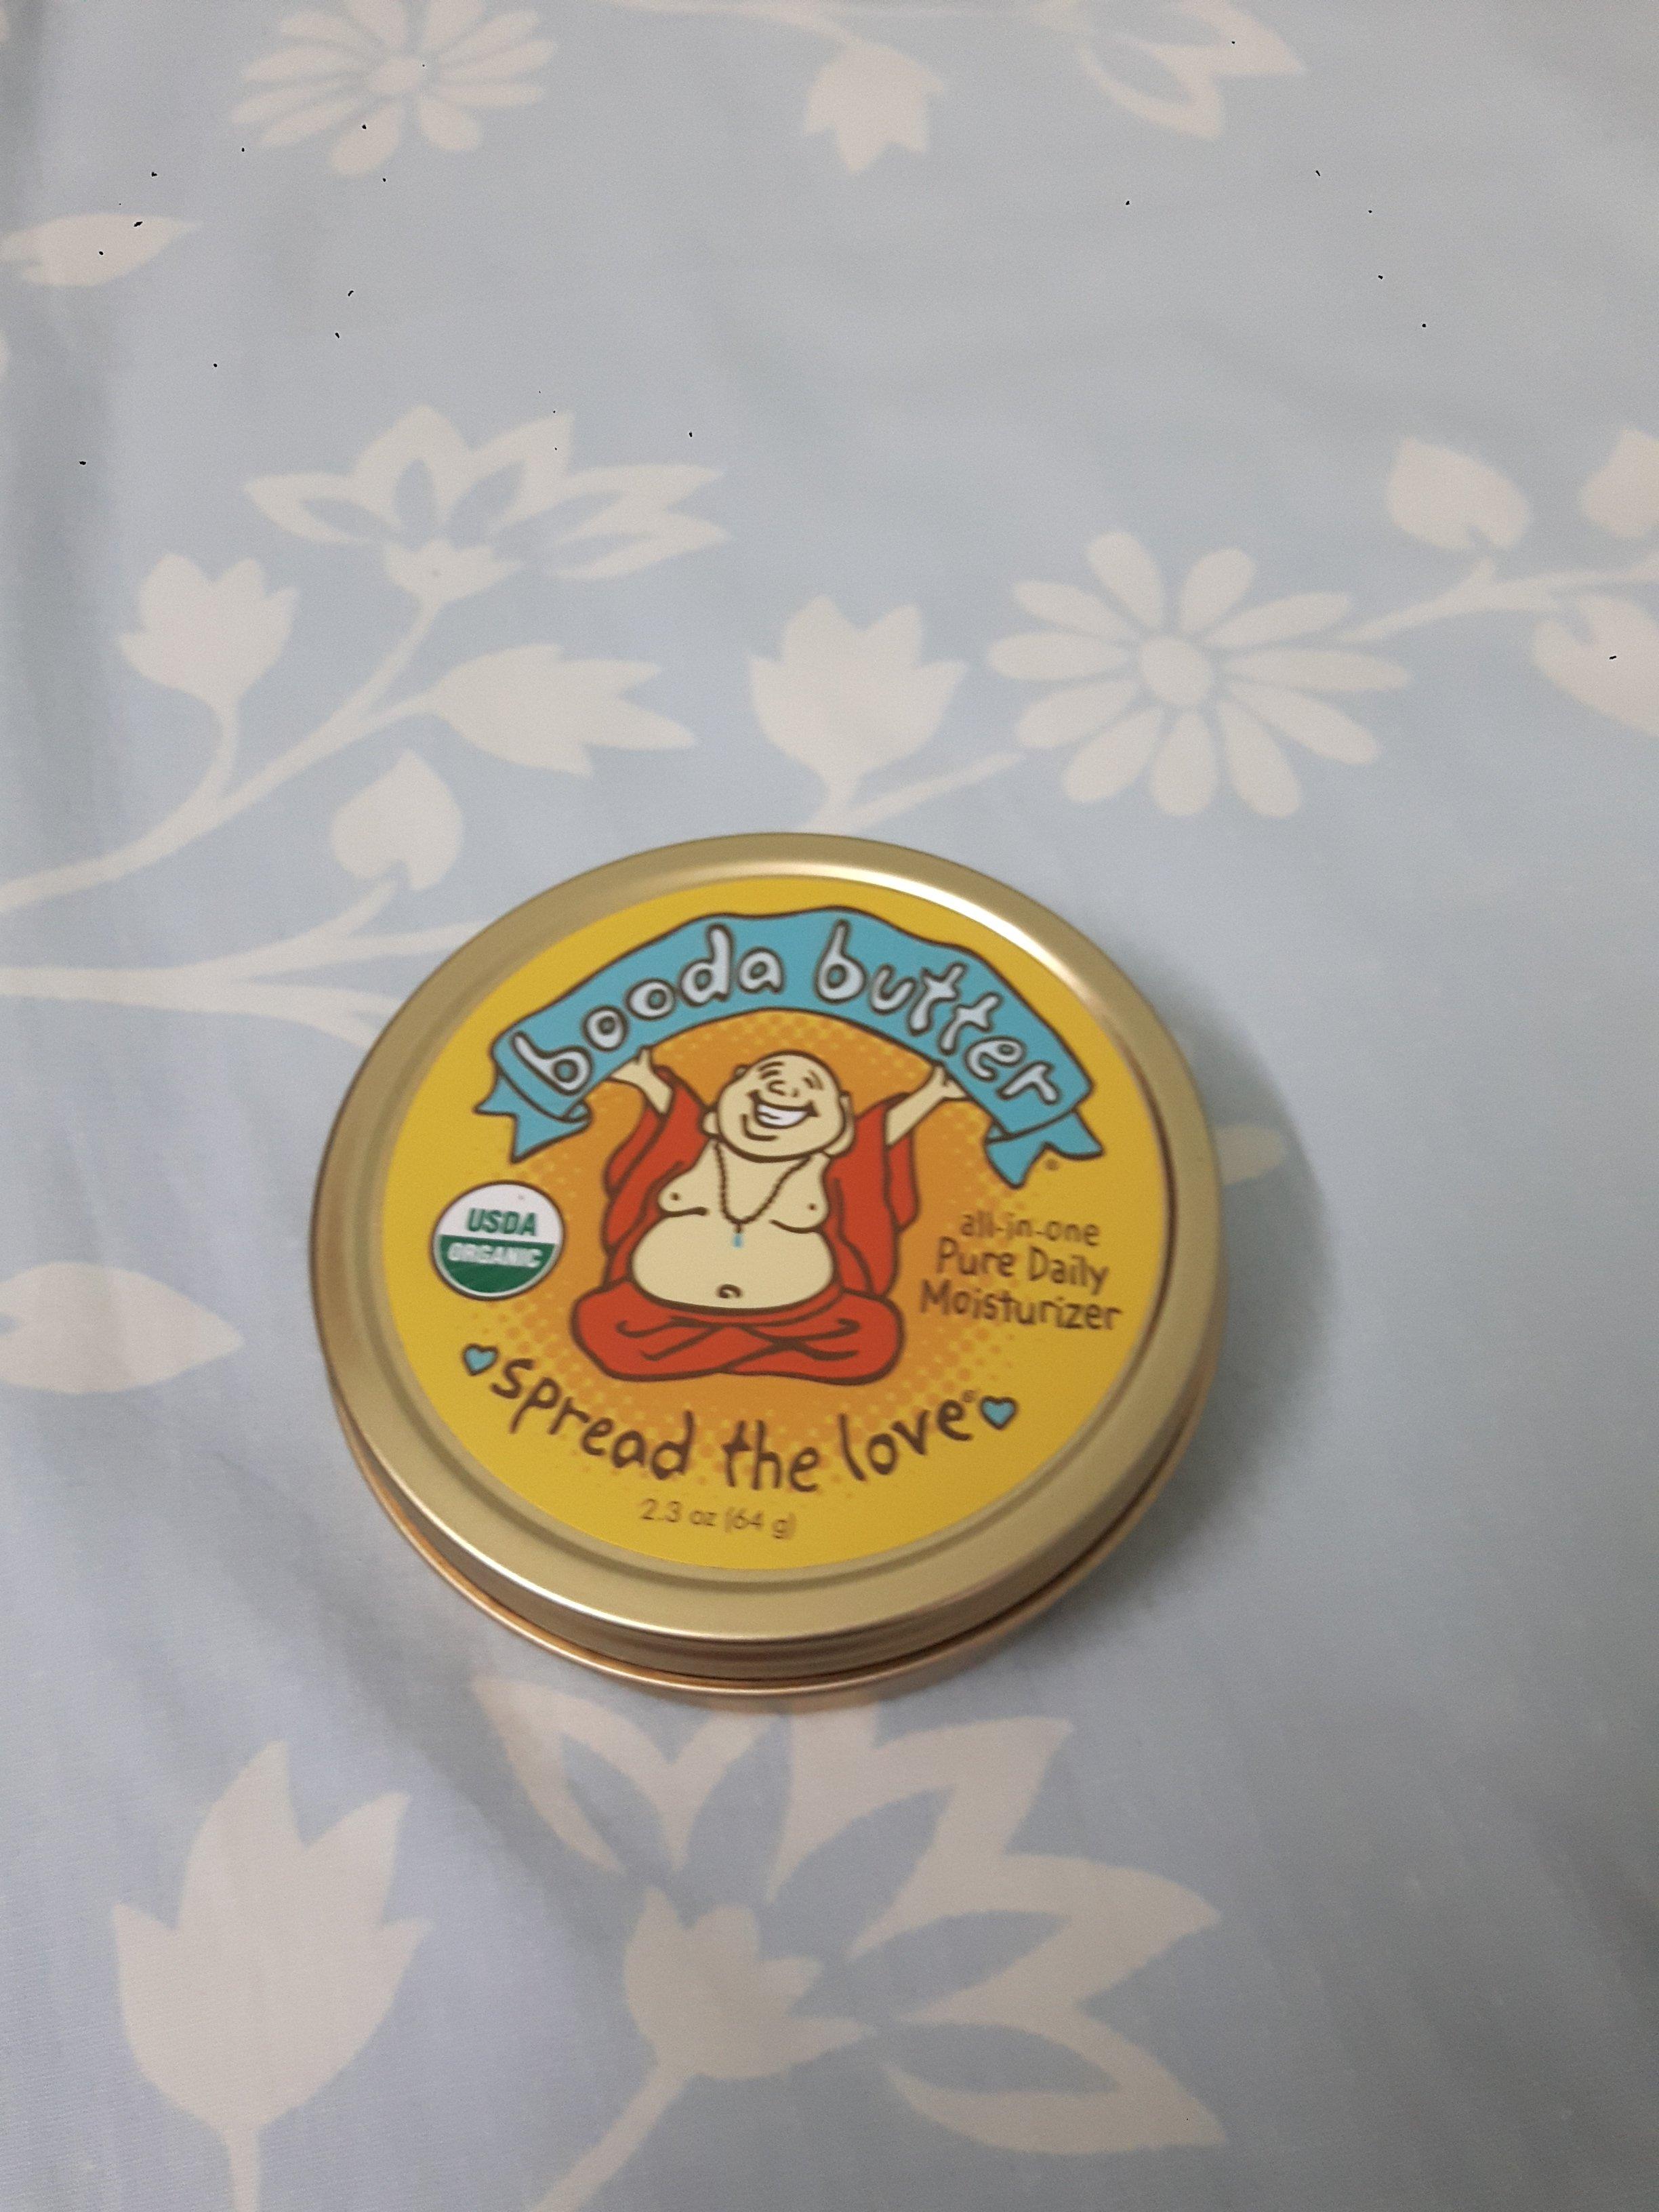 booda butter®
USDA
ORGANIC
all-in-one
Pure Daily
Moisturizer
spread the love®
2.3 oz (64 g)